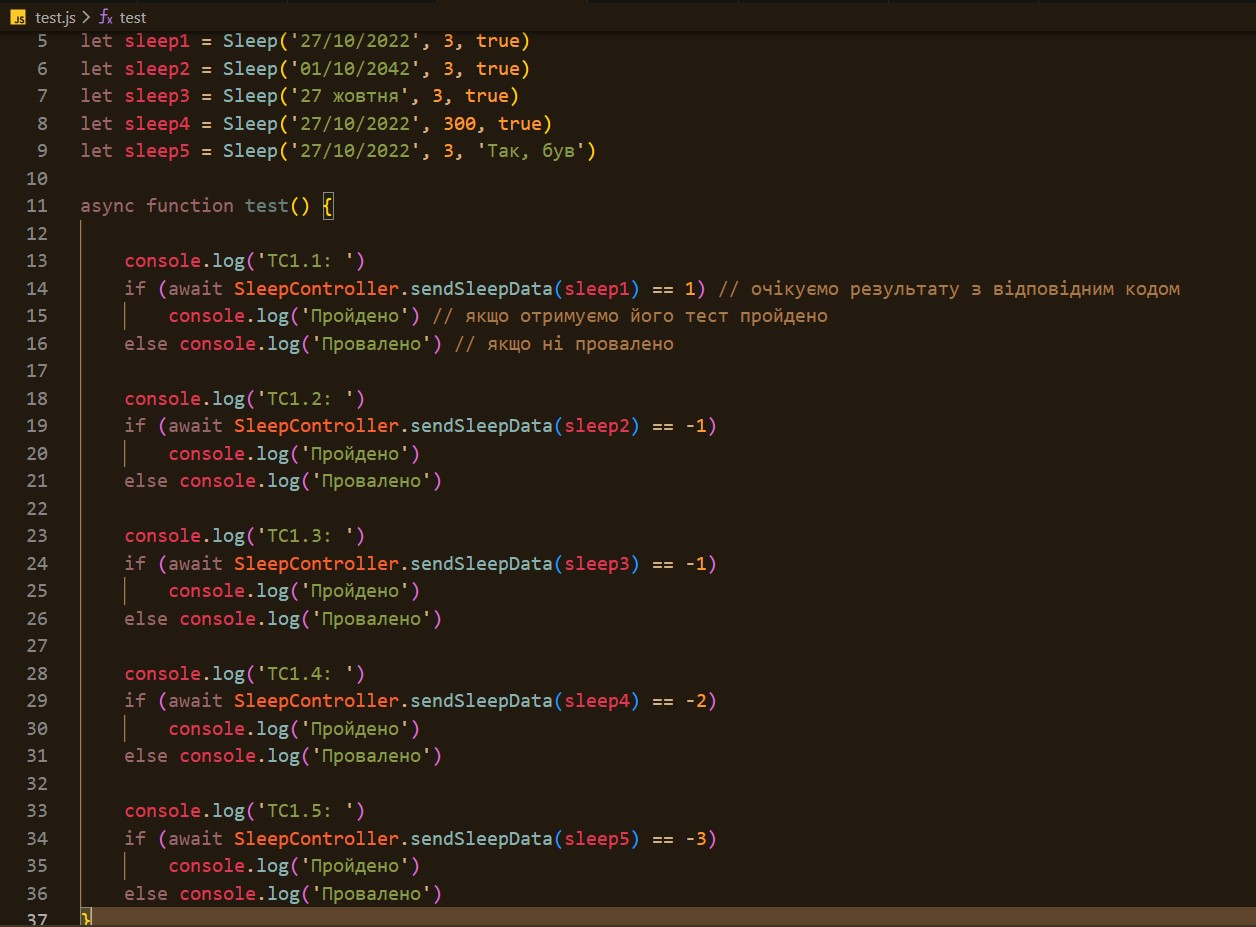 JS test.js > test
5 let sleep1 = Sleep('27/10/2022', 3, true)
6 let sleep2 = Sleep('01/10/2042', 3, true)
7 let sleep3 = Sleep('27 жовтня', 3, true)
8 let sleep4 = Sleep('27/10/2022', 300, true)
9 let sleep5 = Sleep('27/10/2022', 3, 'Так, був')
10
11 async function test() {
12
13 console.log('TC1.1: ')
14 if (await SleepController.sendSleepData(sleep1) == 1) // очікуємо результату з відповідним кодом
15 console.log('Пройдено') // якщо отримуємо його тест пройдено
16 else console.log('Провалено') // якщо ні провалено
17
18 console.log('TC1.2: ')
19 if (await SleepController.sendSleepData(sleep2) == -1)
20 console.log('Пройдено')
21 else console.log('Провалено')
22
23 console.log('TC1.3: ')
24 if (await SleepController.sendSleepData(sleep3) == -1)
25 console.log('Пройдено')
26 else console.log('Провалено')
27
28 console.log('TC1.4: ')
29 if (await SleepController.sendSleepData(sleep4) == -2)
30 console.log('Пройдено')
31 else console.log('Провалено')
32
33 console.log('TC1.5: ')
34 if (await SleepController.sendSleepData(sleep5) == -3)
35 console.log('Пройдено')
36 else console.log('Провалено')
37 }